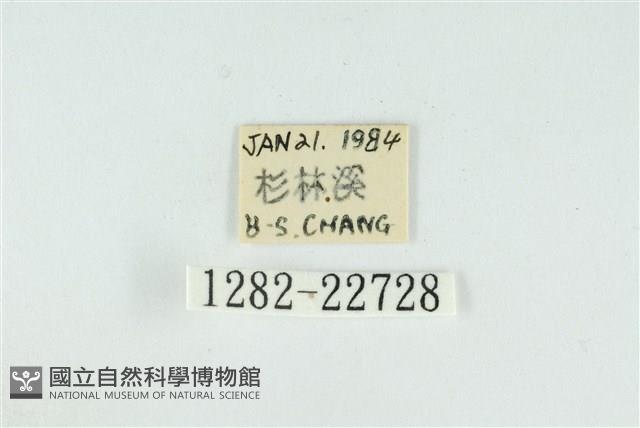 JAN 21. 1984
杉林溪
B-S. CHANG
1282-22728
國立自然科學博物館
NATIONAL MUSEUM OF NATURAL SCIENCE